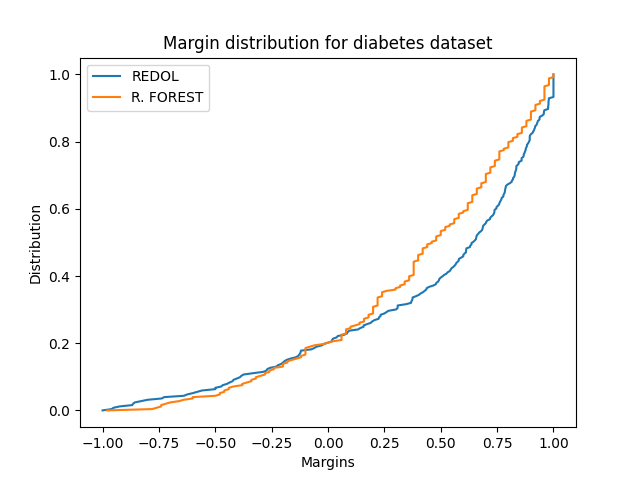 Margin distribution for diabetes dataset
REDOL
R. FOREST
Distribution
1.0
0.8
0.6
0.4
0.2
0.0
−1.00 −0.75 −0.50 −0.25 0.00 0.25 0.50 0.75 1.00
Margins